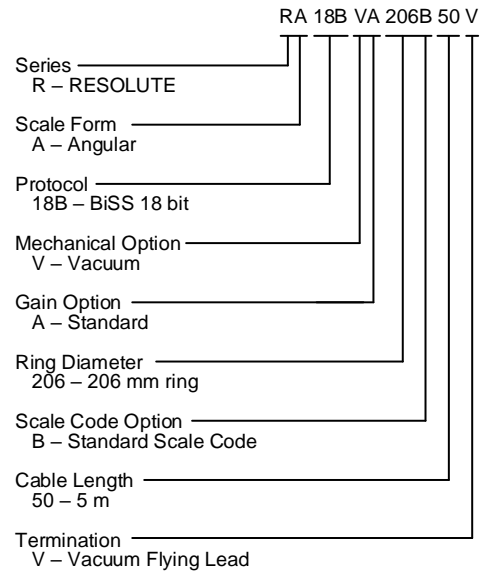 RA 18B VA 206B 50 V
Series
R – RESOLUTE
Scale Form
A – Angular
Protocol
18B – BiSS 18 bit
Mechanical Option
V – Vacuum
Gain Option
A – Standard
Ring Diameter
206 – 206 mm ring
Scale Code Option
B – Standard Scale Code
Cable Length
50 – 5 m
Termination
V – Vacuum Flying Lead